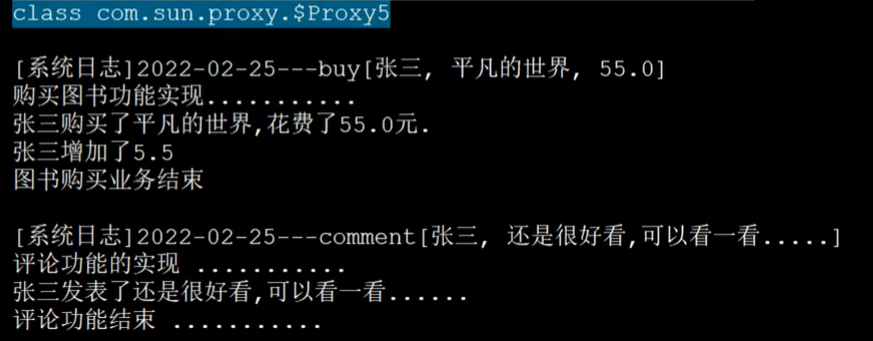 class com.sun.proxy.$Proxy5
[系统日志]2022-02-25---buy[张三, 平凡的世界, 55.0]
购买图书功能实现...........
张三购买了平凡的世界,花费了55.0元.
张三增加了5.5
图书购买业务结束
[系统日志]2022-02-25---comment[张三, 还是很好看,可以看一看.....]
评论功能的实现 ...........
张三发表了还是很好看,可以看一看......
评论功能结束 ...........